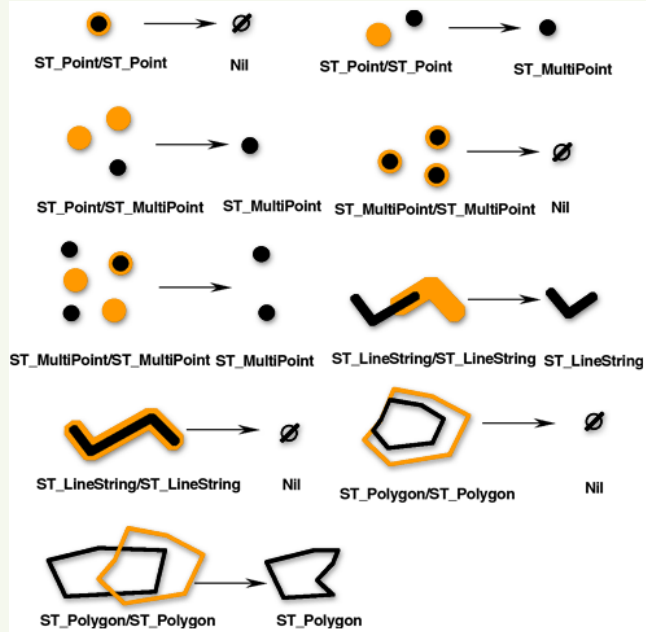 ST_Point/ST_Point Nil
ST_Point/ST_Point ST_MultiPoint
ST_Point/ST_MultiPoint ST_MultiPoint
ST_MultiPoint/ST_MultiPoint Nil
ST_MultiPoint/ST_MultiPoint ST_MultiPoint
ST_LineString/ST_LineString ST_LineString
ST_LineString/ST_LineString Nil
ST_Polygon/ST_Polygon Nil
ST_Polygon/ST_Polygon ST_Polygon